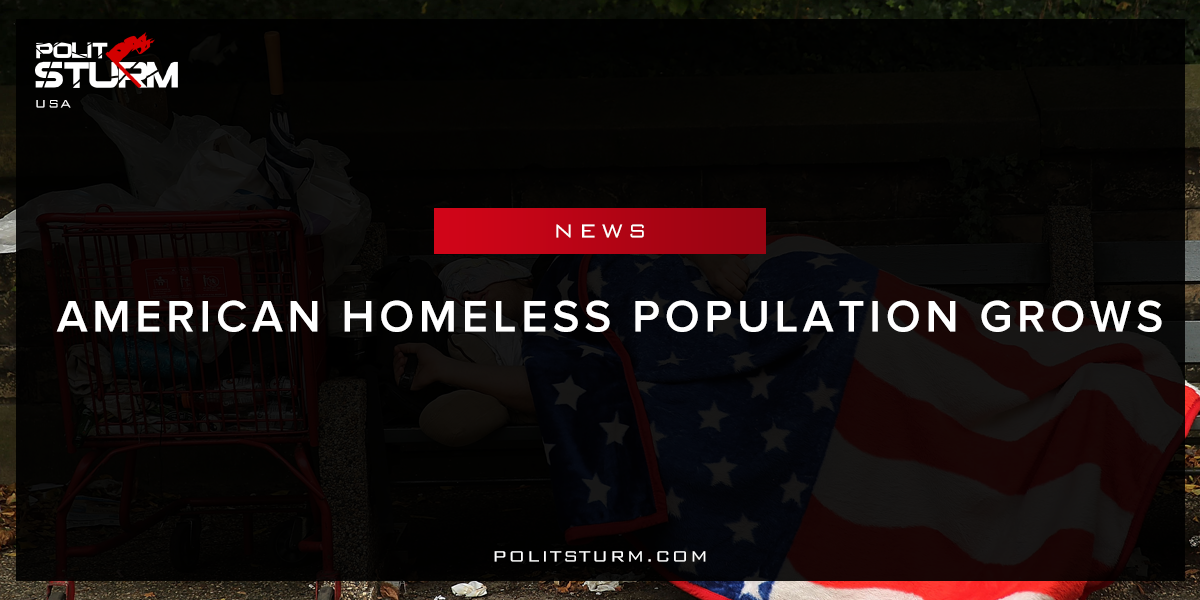 POLIT
STURM
USA
NEWS
AMERICAN HOMELESS POPULATION GROWS
POLITSTURM.COM